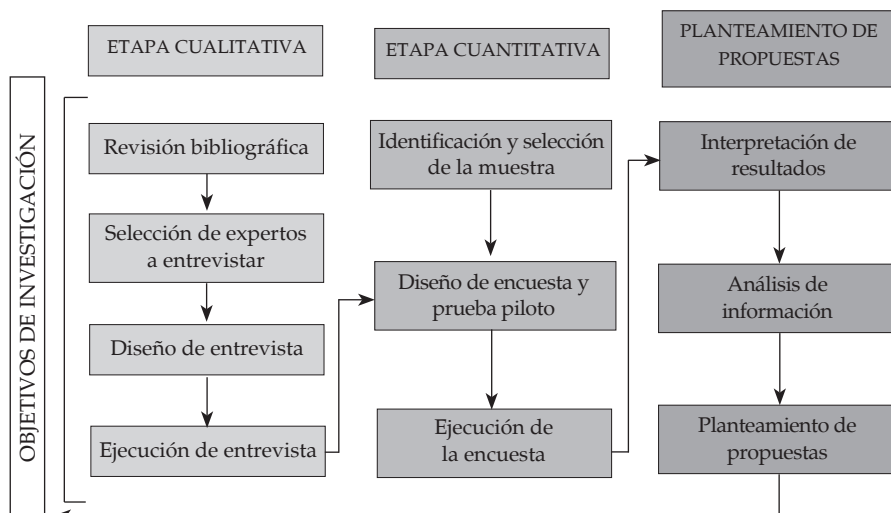 ETAPA CUALITATIVA
ETAPA CUANTITATIVA
PLANTEAMIENTO DE
PROPUESTAS
OBJETIVOS DE INVESTIGACIÓN
Revisión bibliográfica
Selección de expertos
a entrevistar
Diseño de entrevista
Ejecución de entrevista
Identificación y selección
de la muestra
Diseño de encuesta y
prueba piloto
Ejecución de
la encuesta
Interpretación de
resultados
Análisis de
información
Planteamiento de
propuestas